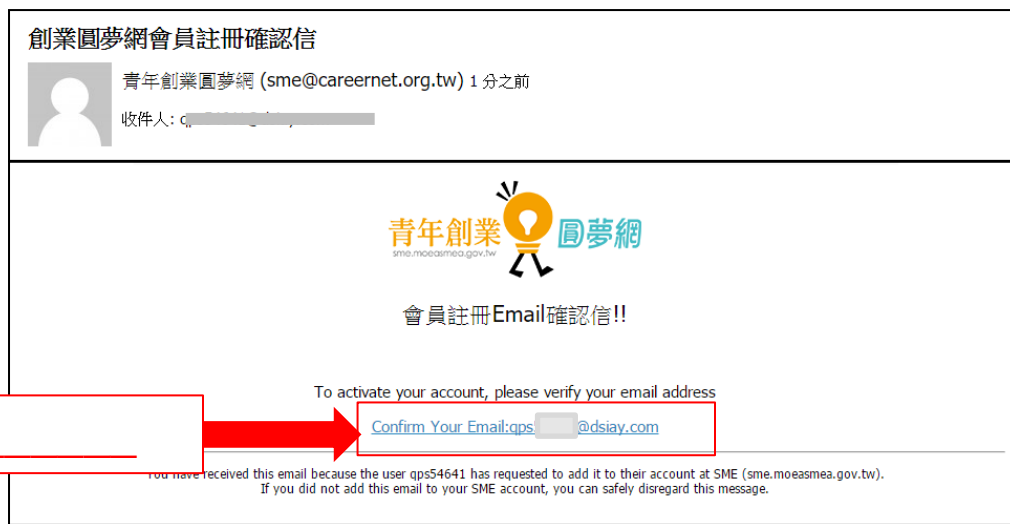 創業圓夢網會員註冊確認信
青年創業圓夢網 (sme@careernet.org.tw) 1 分之前
收件人:
青年創業 圓夢網
sme.moeasmea.gov.tw
會員註冊Email確認信!!
To activate your account, please verify your email address
Confirm Your Email:qps @dsiay.com
You have received this email because the user qps54641 has requested to add it to their account at SME (sme.moeasmea.gov.tw).
If you did not add this email to your SME account, you can safely disregard this message.